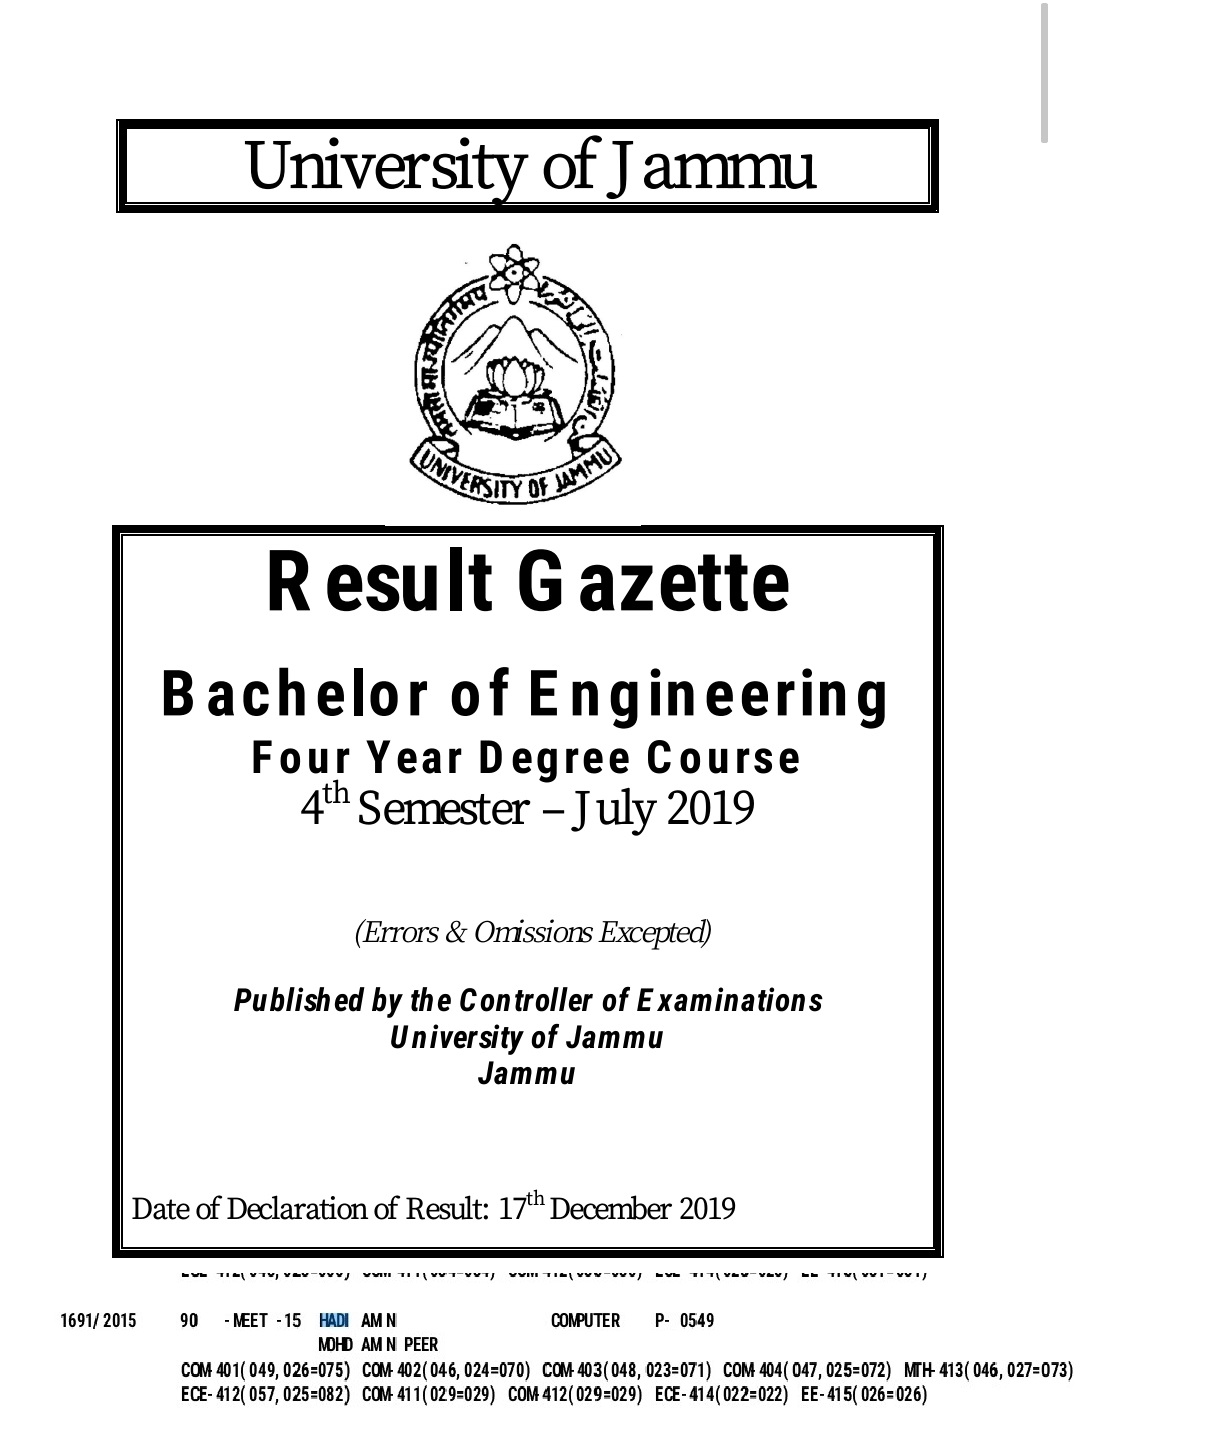 University of Jammu
UNIVERSITY OF JAMMU
Result Gazette
Bachelor of Engineering
Four Year Degree Course
4th Semester – July 2019
(Errors & Omissions Excepted)
Published by the Controller of Examinations
University of Jammu
Jammu
Date of Declaration of Result: 17th December 2019
1691/2015 90 -MEET -15 HADI AMIN COMPUTER P- 0549
MOHD AMIN PEER
COM-401(049,026=075) COM-402(046,024=070) COM-403(048,023=071) COM-404(047,025=072) MTH-413(046,027=073)
ECE-412(057,025=082) COM-411(029=029) COM-412(029=029) ECE-414(022=022) EE-415(026=026)